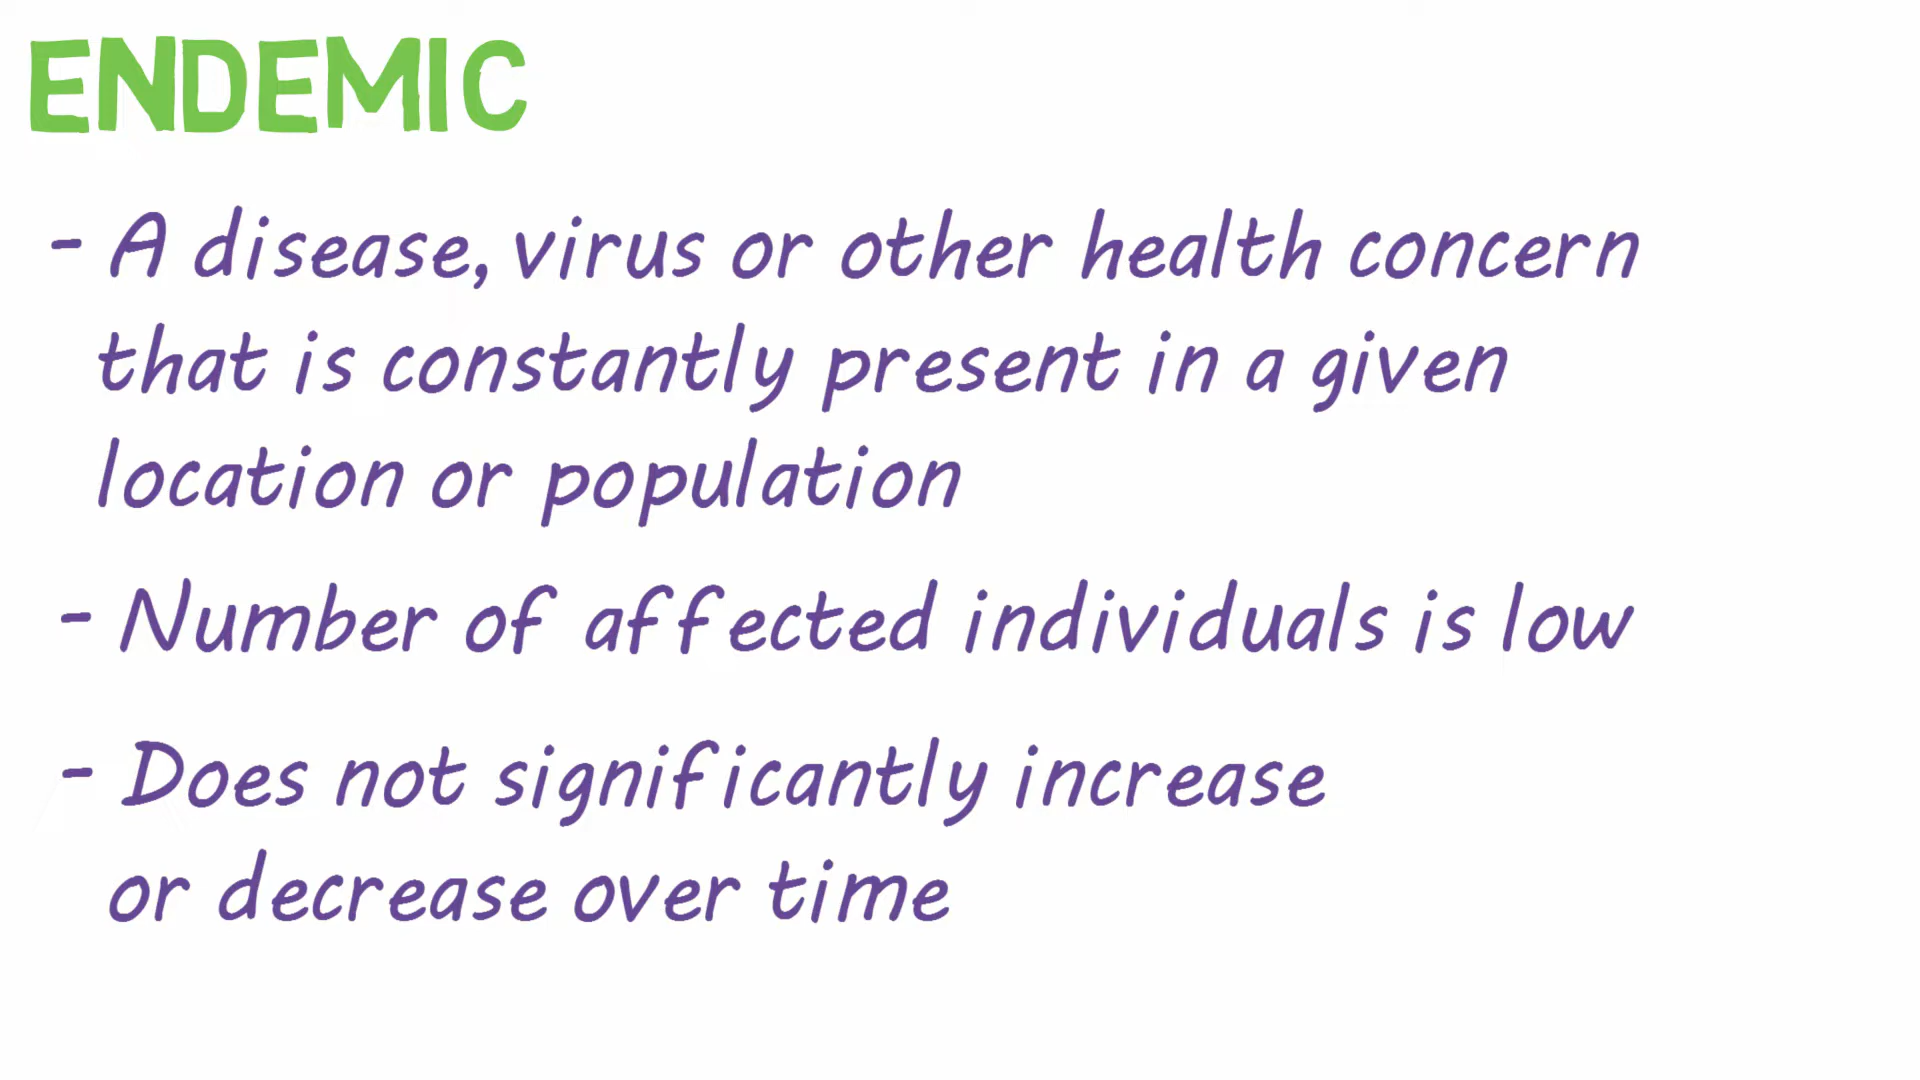 ENDEMIC
- A disease, virus or other health concern
that is constantly present in a given
location or population
- Number of affected individuals is low
- Does not significantly increase
or decrease over time